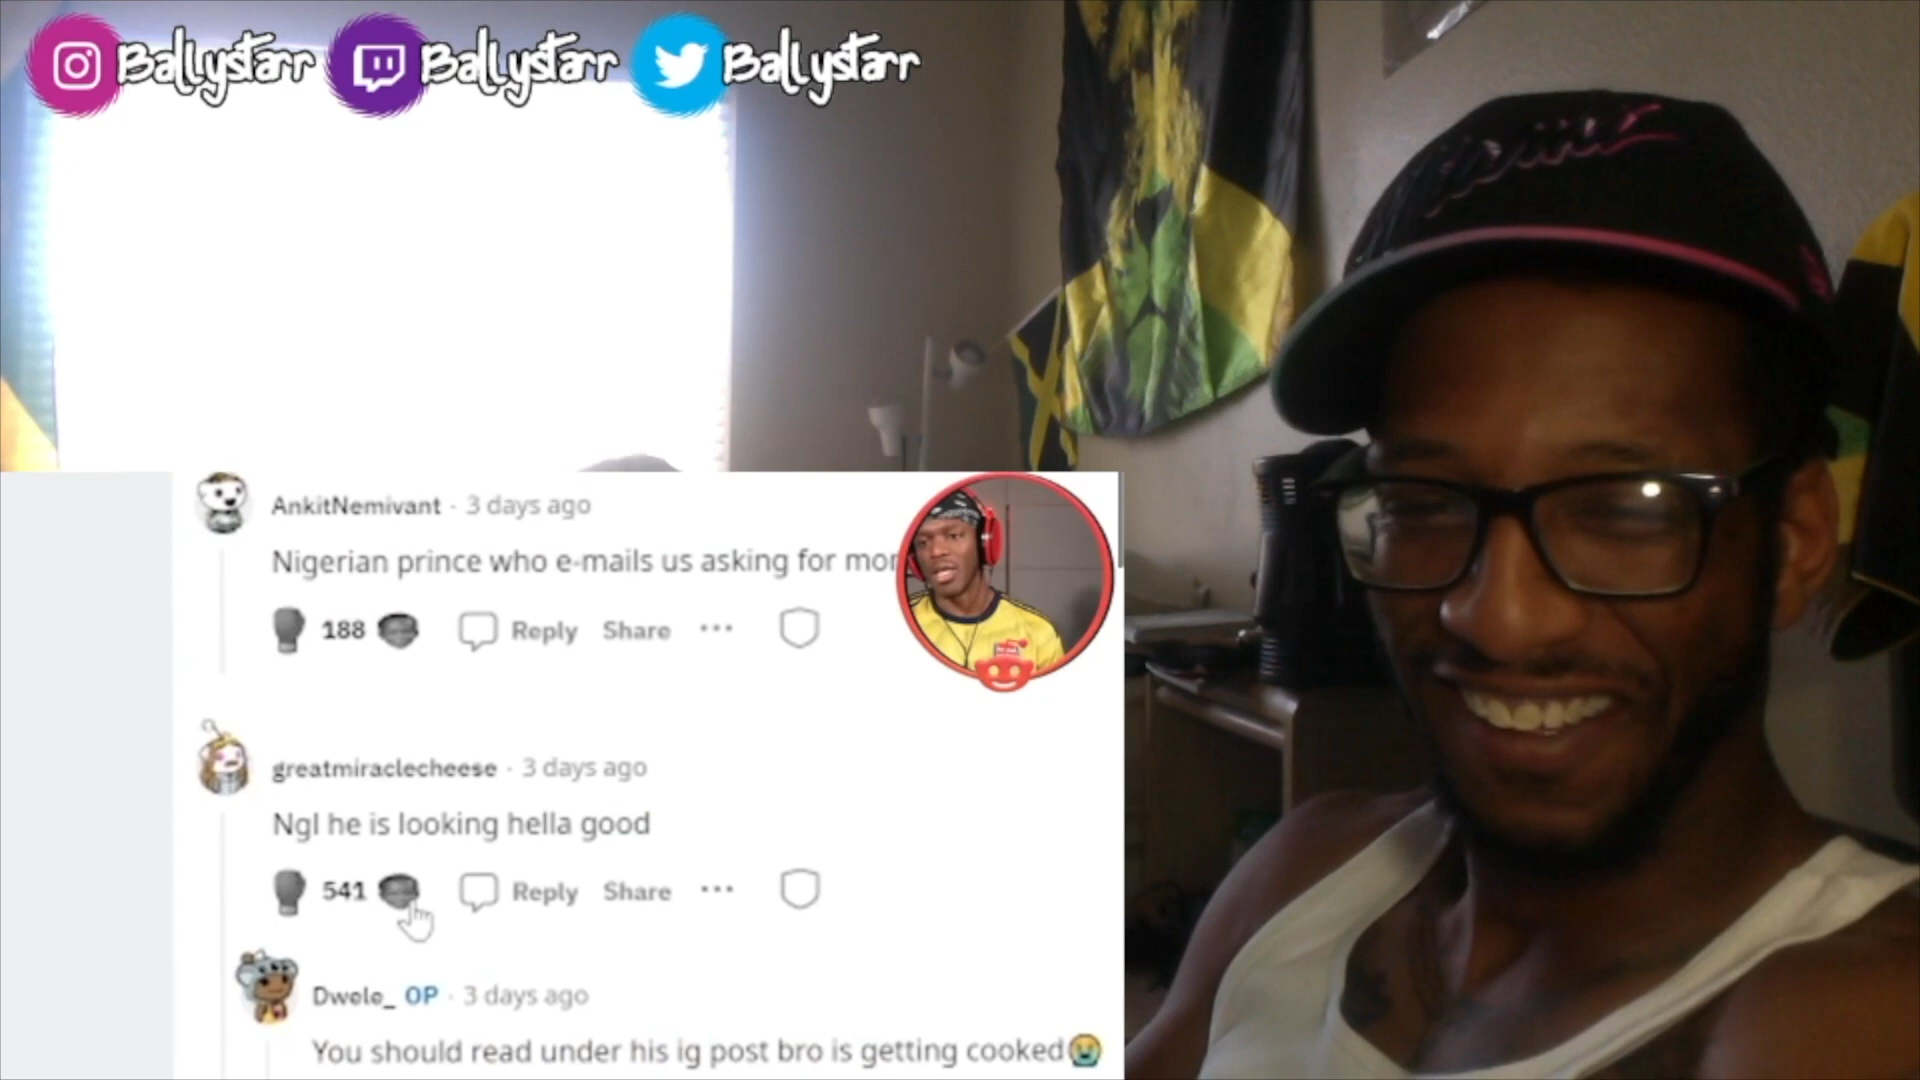 Ballystarr Ballystarr Ballystarr
AnkitNemivant · 3 days ago
Nigerian prince who e-mails us asking for
188 Reply Share ···
greatmiraclecheese · 3 days ago
Ngl he is looking hella good
541 Reply Share ···
Dwele_ OP · 3 days ago
You should read under his ig post bro is getting cooked😭